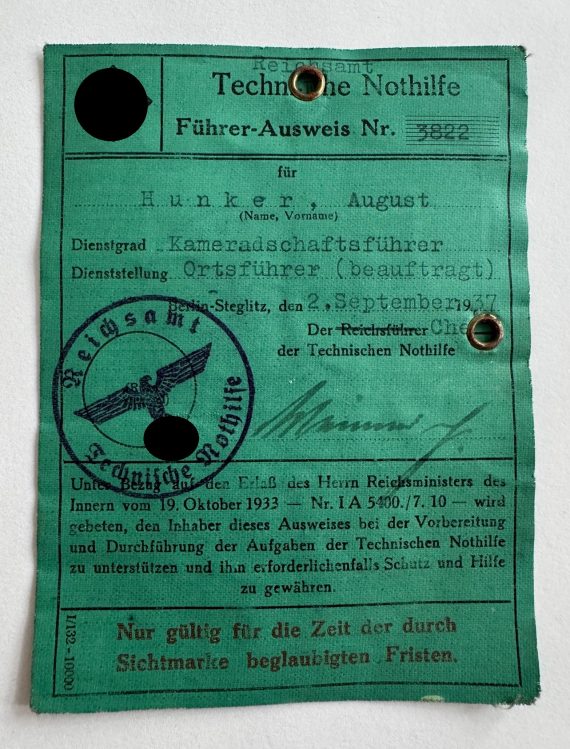 Reichsamt
Technische Nothilfe
Führer-Ausweis Nr. 3822
für
Hunker, August
(Name, Vorname)
Dienstgrad Kameradschaftsführer
Dienststellung Ortsführer (beauftragt)
Berlin-Steglitz, den 2. September 1937
Der Reichsführer Che
der Technischen Nothilfe
Reichsamt
Technische Nothilfe
Unter Bezug auf den Erlaß des Herrn Reichsministers des
Innern vom 19. Oktober 1933 — Nr. I A 5400./7. 10 — wird
gebeten, den Inhaber dieses Ausweises bei der Vorbereitung
und Durchführung der Aufgaben der Technischen Nothilfe
zu unterstützen und ihm erforderlichenfalls Schutz und Hilfe
zu gewähren.
Nur gültig für die Zeit der durch
Sichtmarke beglaubigten Fristen.